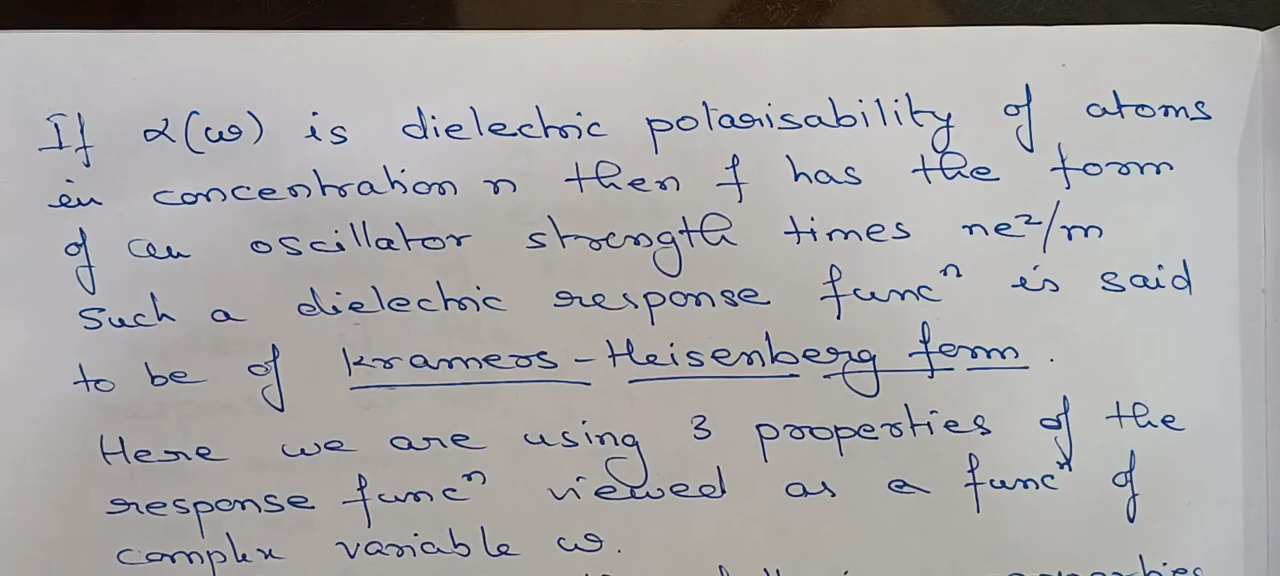 If α(ω) is dielectric polarisability of atoms
in concentration n then f has the form
of an oscillator strength times ne²/m
Such a dielectric response funcⁿ is said
to be of Kramers-Heisenberg form.
Here we are using 3 properties of the
response funcⁿ viewed as a funcⁿ of
complex variable ω.
properties